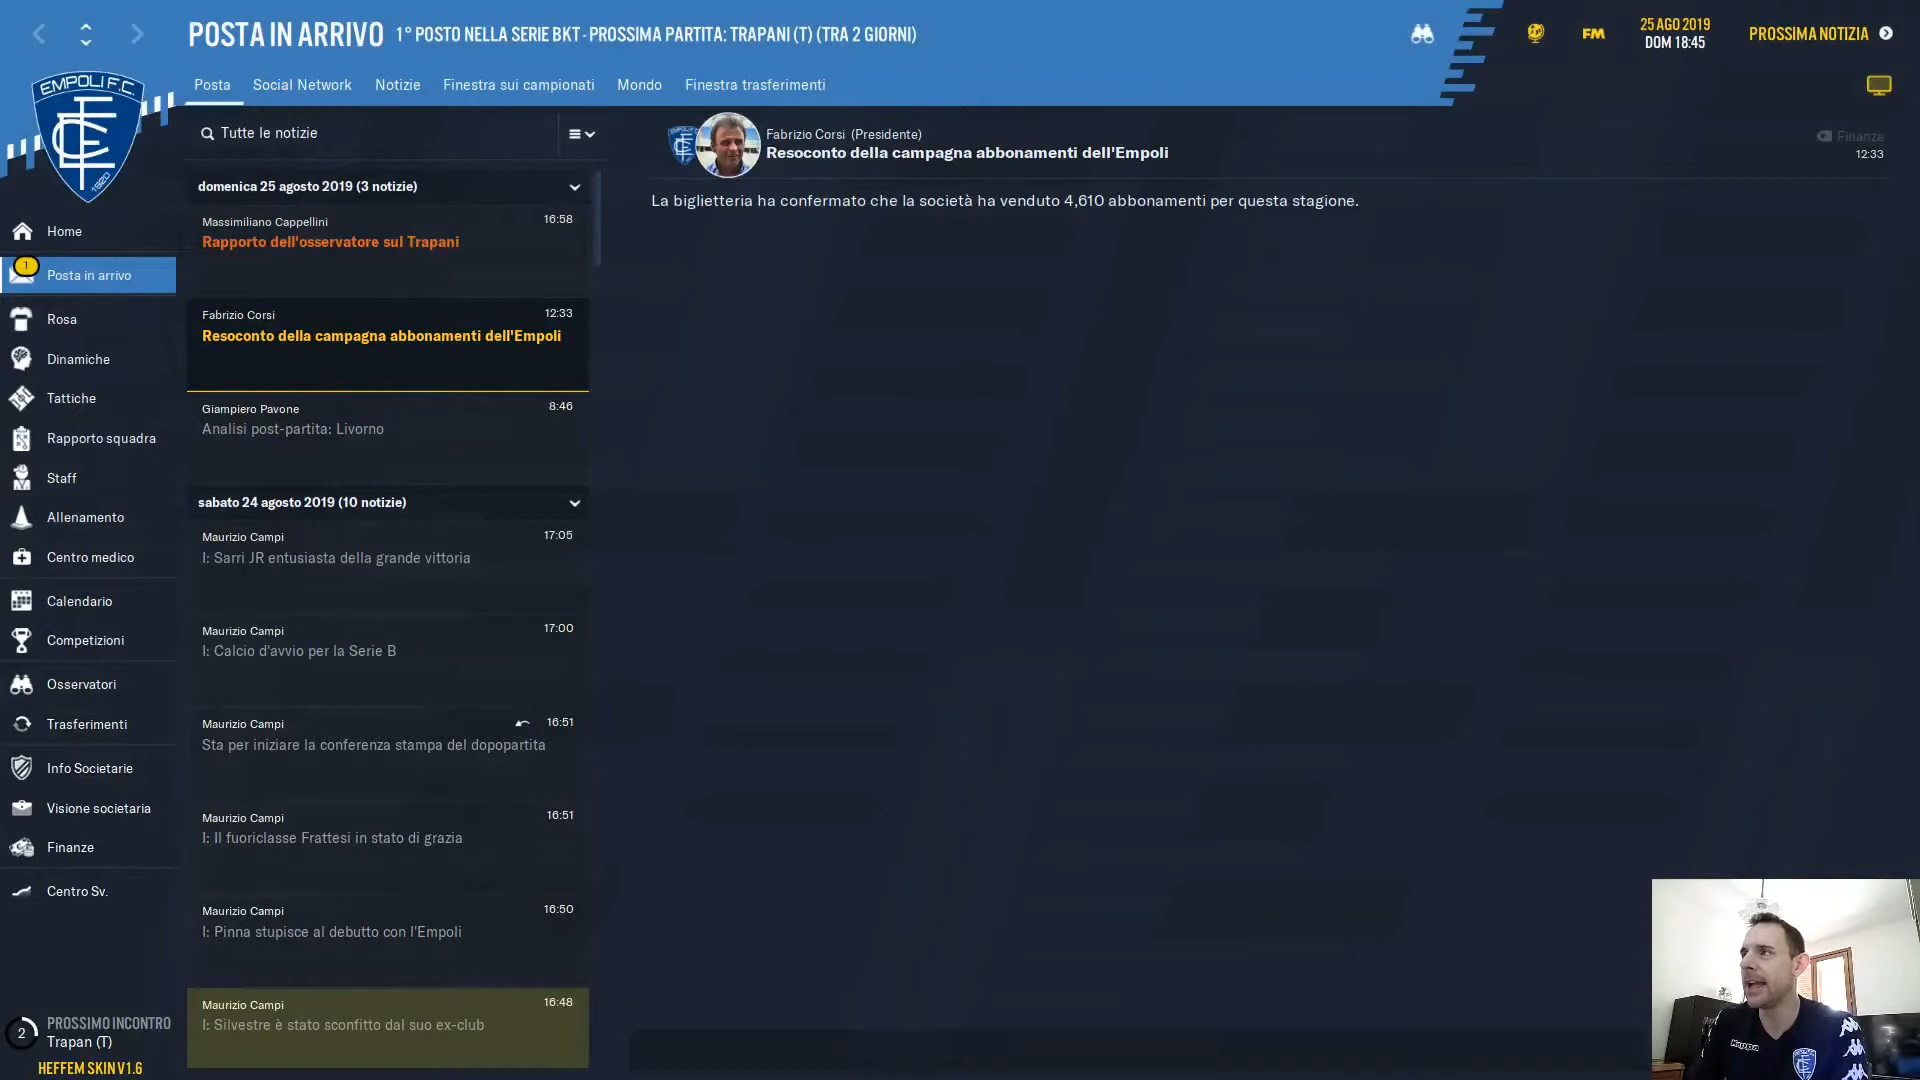 POSTA IN ARRIVO
1° POSTO NELLA SERIE BKT - PROSSIMA PARTITA: TRAPANI (T) (TRA 2 GIORNI)
FM
25 AGO 2019
DOM 18:45
PROSSIMA NOTIZIA
Posta
Social Network
Notizie
Finestra sui campionati
Mondo
Finestra trasferimenti
EMPOLI F.C.
1920
Home
1
Posta in arrivo
Rosa
Dinamiche
Tattiche
Rapporto squadra
Staff
Allenamento
Centro medico
Calendario
Competizioni
Osservatori
Trasferimenti
Info Societarie
Visione societaria
Finanze
Centro Sv.
2
PROSSIMO INCONTRO
Trapan (T)
HEFFEM SKIN V1.6
Tutte le notizie
domenica 25 agosto 2019 (3 notizie)
Massimiliano Cappellini
16:58
Rapporto dell'osservatore sul Trapani
Fabrizio Corsi
12:33
Resoconto della campagna abbonamenti dell'Empoli
Giampiero Pavone
8:46
Analisi post-partita: Livorno
sabato 24 agosto 2019 (10 notizie)
Maurizio Campi
17:05
I: Sarri JR entusiasta della grande vittoria
Maurizio Campi
17:00
I: Calcio d'avvio per la Serie B
Maurizio Campi
16:51
Sta per iniziare la conferenza stampa del dopopartita
Maurizio Campi
16:51
I: Il fuoriclasse Frattesi in stato di grazia
Maurizio Campi
16:50
I: Pinna stupisce al debutto con l'Empoli
Maurizio Campi
16:48
I: Silvestre è stato sconfitto dal suo ex-club
Fabrizio Corsi (Presidente)
Resoconto della campagna abbonamenti dell'Empoli
Finanze
12:33
La biglietteria ha confermato che la società ha venduto 4,610 abbonamenti per questa stagione.
Kappa